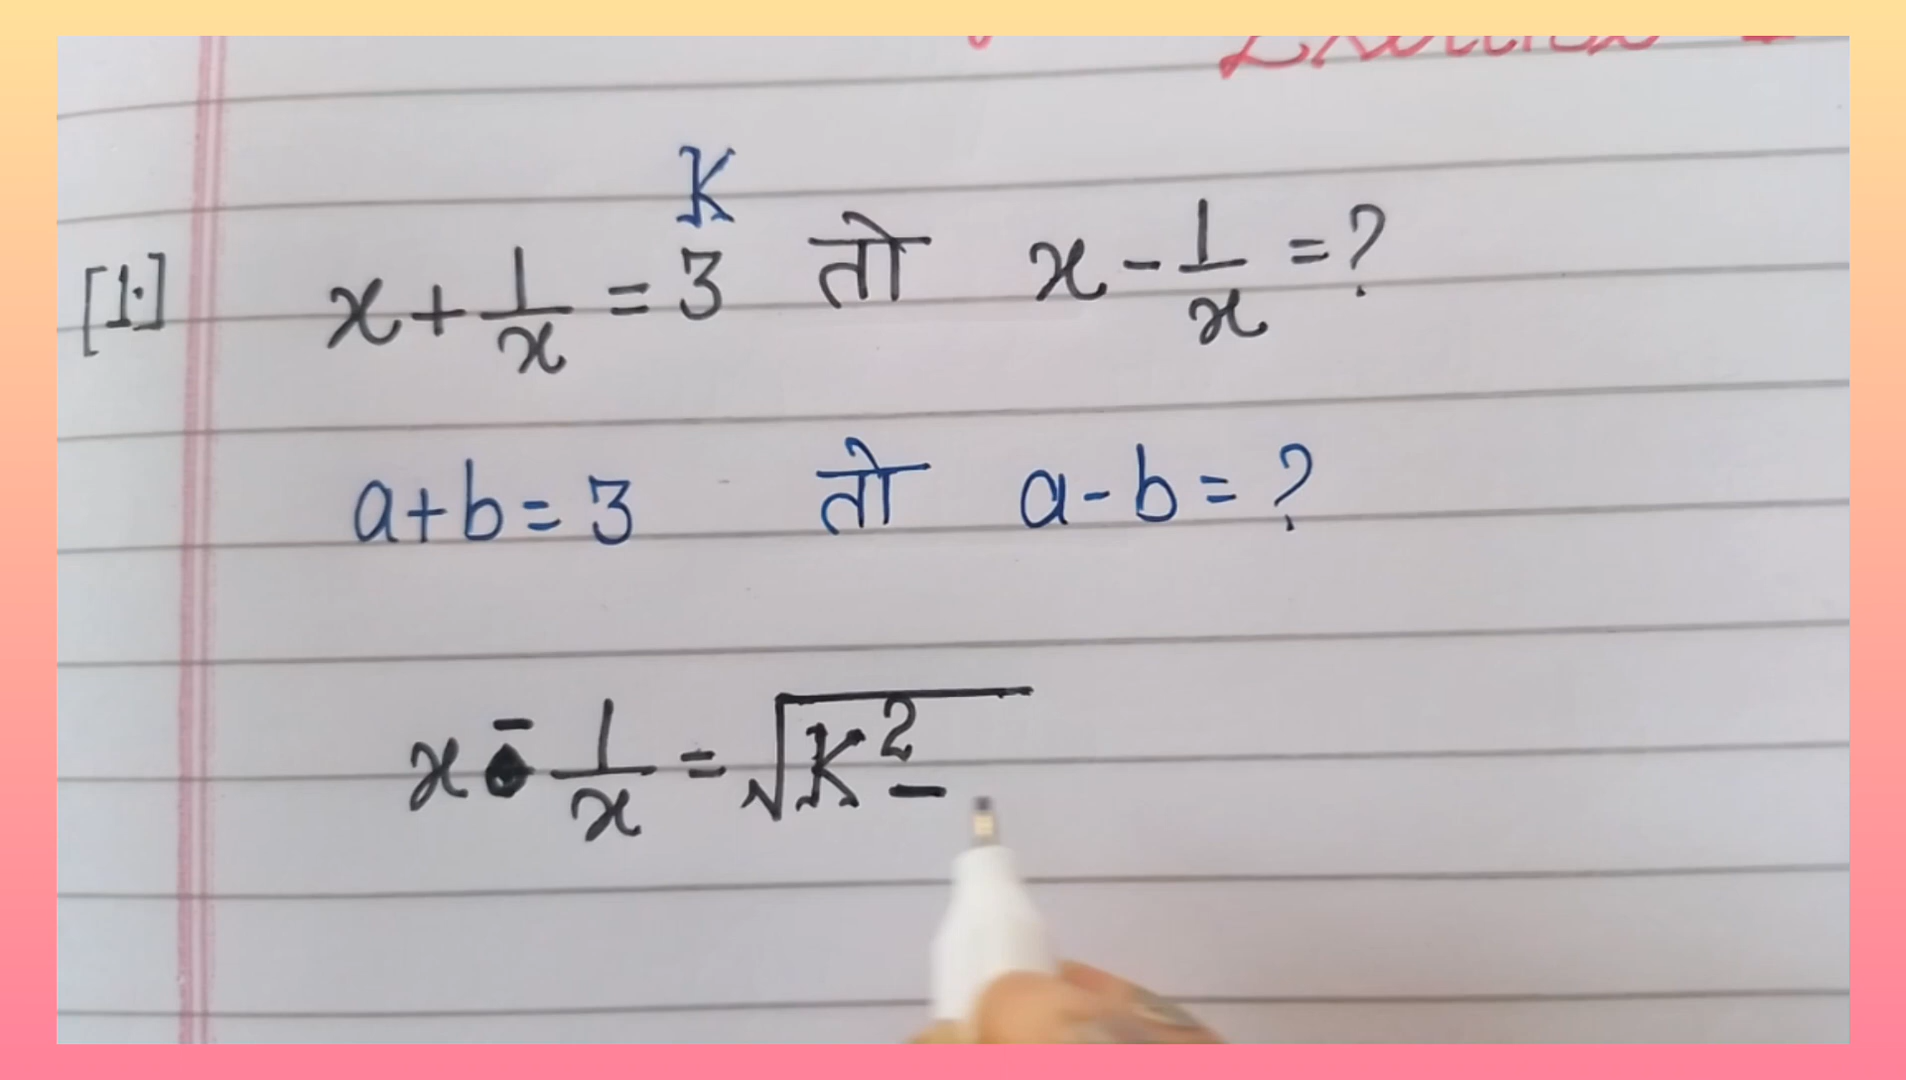 K
[1.] x + 1/x = 3 तो x - 1/x = ?
a+b = 3 तो a-b = ?
x - 1/x = √K² -